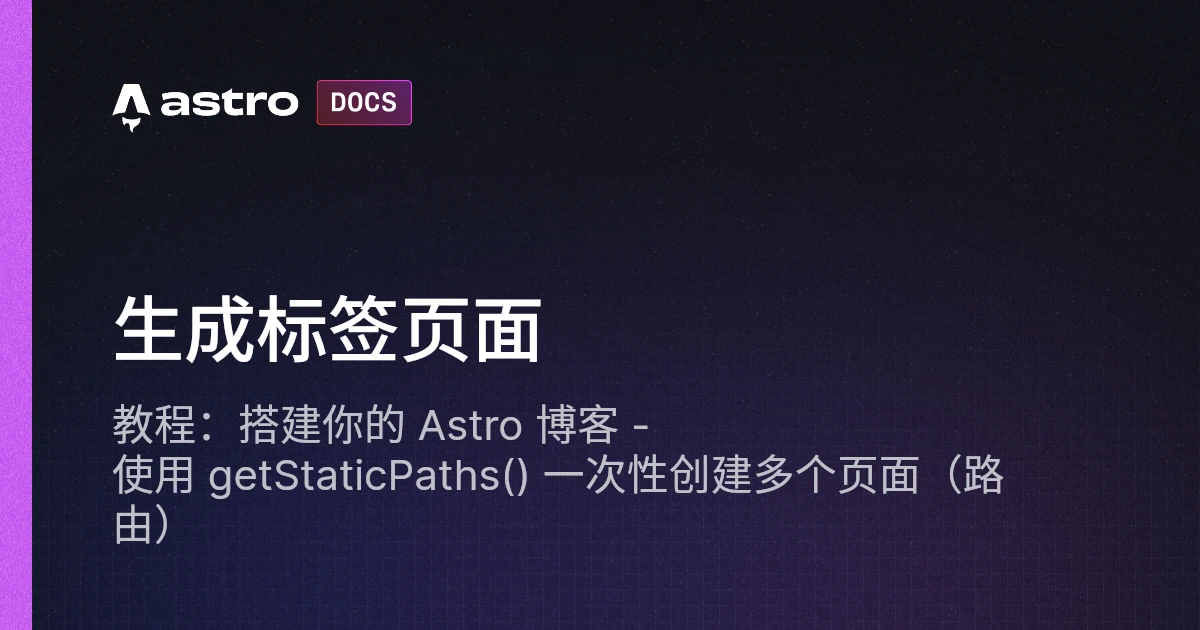 astro DOCS
生成标签页面
教程：搭建你的 Astro 博客 -
使用 getStaticPaths() 一次性创建多个页面（路
由）